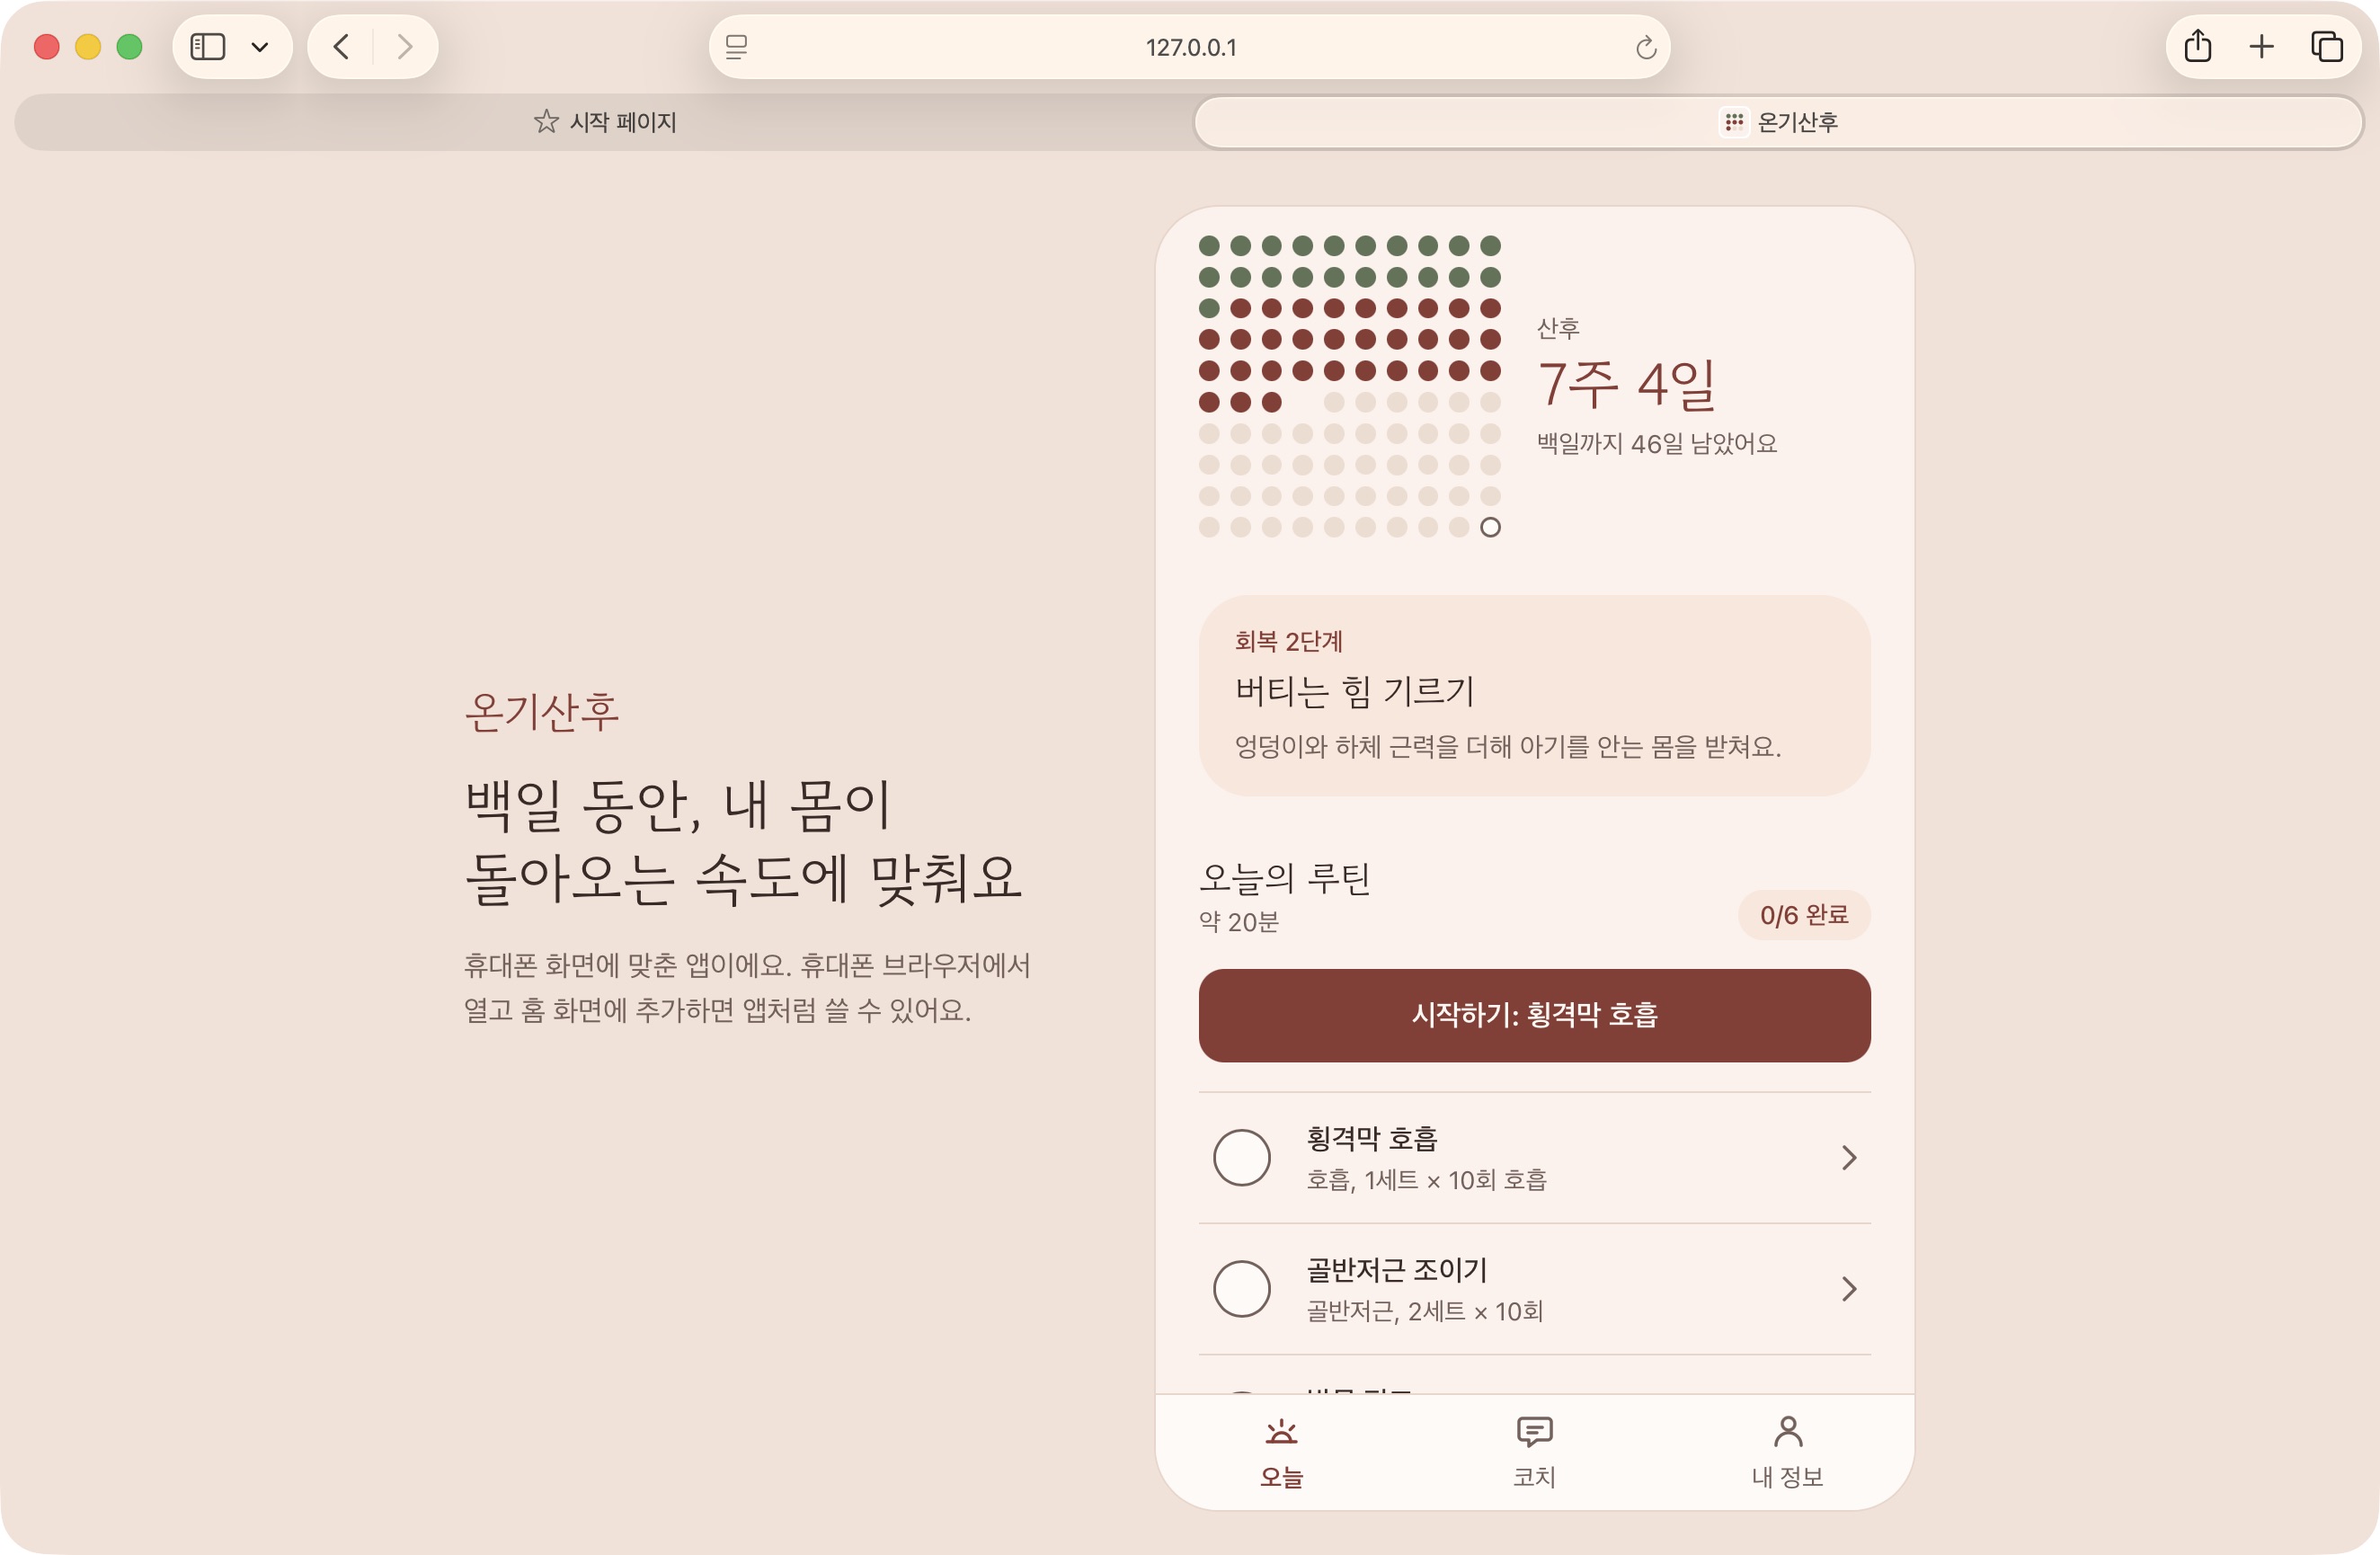 127.0.0.1
시작 페이지
온기산후
온기산후
백일 동안, 내 몸이
돌아오는 속도에 맞춰요
휴대폰 화면에 맞춘 앱이에요. 휴대폰 브라우저에서
열고 홈 화면에 추가하면 앱처럼 쓸 수 있어요.
산후
7주 4일
백일까지 46일 남았어요
회복 2단계
버티는 힘 기르기
엉덩이와 하체 근력을 더해 아기를 안는 몸을 받쳐요.
오늘의 루틴
약 20분
0/6 완료
시작하기: 횡격막 호흡
횡격막 호흡
호흡, 1세트 × 10회 호흡
골반저근 조이기
골반저근, 2세트 × 10회
오늘
코치
내 정보